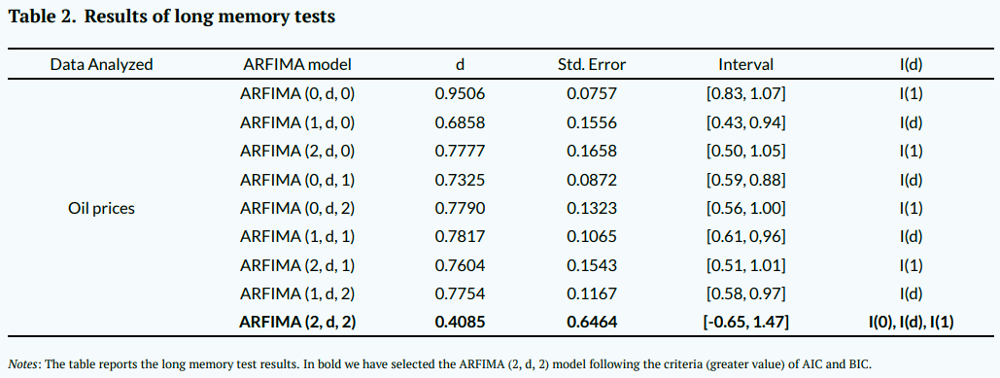 Table 2. Results of long memory tests
Data Analyzed ARFIMA model d Std. Error Interval I(d)
ARFIMA (0, d, 0) 0.9506 0.0757 [0.83, 1.07] I(1)
ARFIMA (1, d, 0) 0.6858 0.1556 [0.43, 0.94] I(d)
ARFIMA (2, d, 0) 0.7777 0.1658 [0.50, 1.05] I(1)
ARFIMA (0, d, 1) 0.7325 0.0872 [0.59, 0.88] I(d)
Oil prices ARFIMA (0, d, 2) 0.7790 0.1323 [0.56, 1.00] I(1)
ARFIMA (1, d, 1) 0.7817 0.1065 [0.61, 0,96] I(d)
ARFIMA (2, d, 1) 0.7604 0.1543 [0.51, 1.01] I(1)
ARFIMA (1, d, 2) 0.7754 0.1167 [0.58, 0.97] I(d)
ARFIMA (2, d, 2) 0.4085 0.6464 [-0.65, 1.47] I(0), I(d), I(1)
Notes: The table reports the long memory test results. In bold we have selected the ARFIMA (2, d, 2) model following the criteria (greater value) of AIC and BIC.